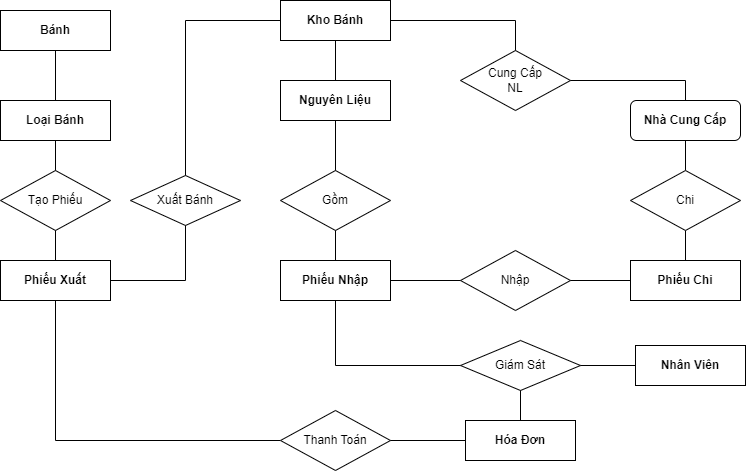 Kho Bánh
Bánh
Cung Cấp
NL
Nguyên Liệu
Loại Bánh
Nhà Cung Cấp
Tạo Phiếu
Xuất Bánh
Gồm
Chi
Phiếu Xuất
Phiếu Nhập
Nhập
Phiếu Chi
Giám Sát
Nhân Viên
Thanh Toán
Hóa Đơn